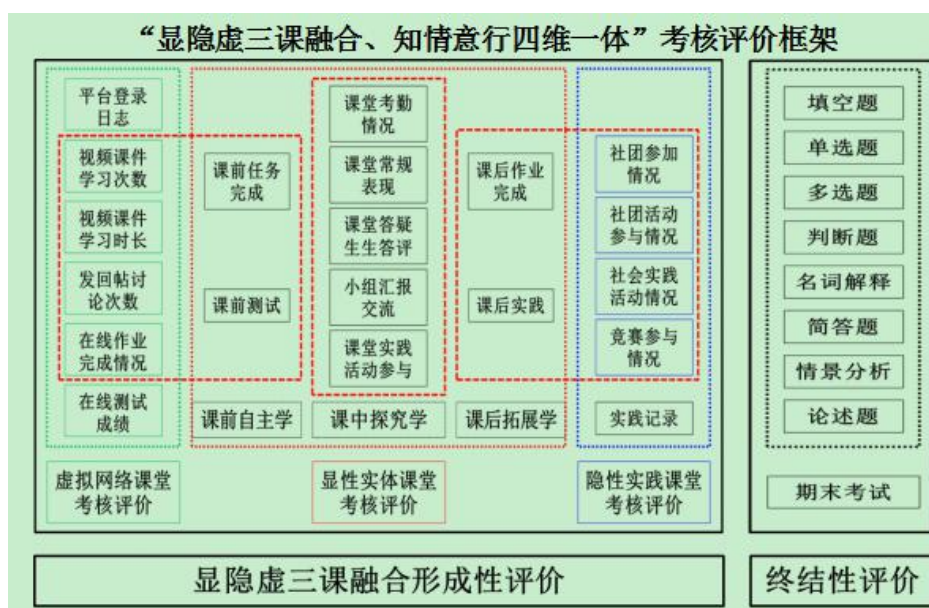 “显隐虚三课融合、知情意行四维一体”考核评价框架
平台登录
日志
视频课件
学习次数
视频课件
学习时长
发回帖讨
论次数
在线作业
完成情况
在线测试
成绩
虚拟网络课堂
考核评价
课前任务
完成
课前测试
课前自主学
课堂考勤
情况
课堂常规
表现
课堂答疑
生生答评
小组汇报
交流
课堂实践
活动参与
课中探究学
显性实体课堂
考核评价
课后作业
完成
课后实践
课后拓展学
社团参加
情况
社团活动
参与情况
社会实践
活动情况
竞赛参与
情况
实践记录
隐性实践课堂
考核评价
显隐虚三课融合形成性评价
填空题
单选题
多选题
判断题
名词解释
简答题
情景分析
论述题
期末考试
终结性评价